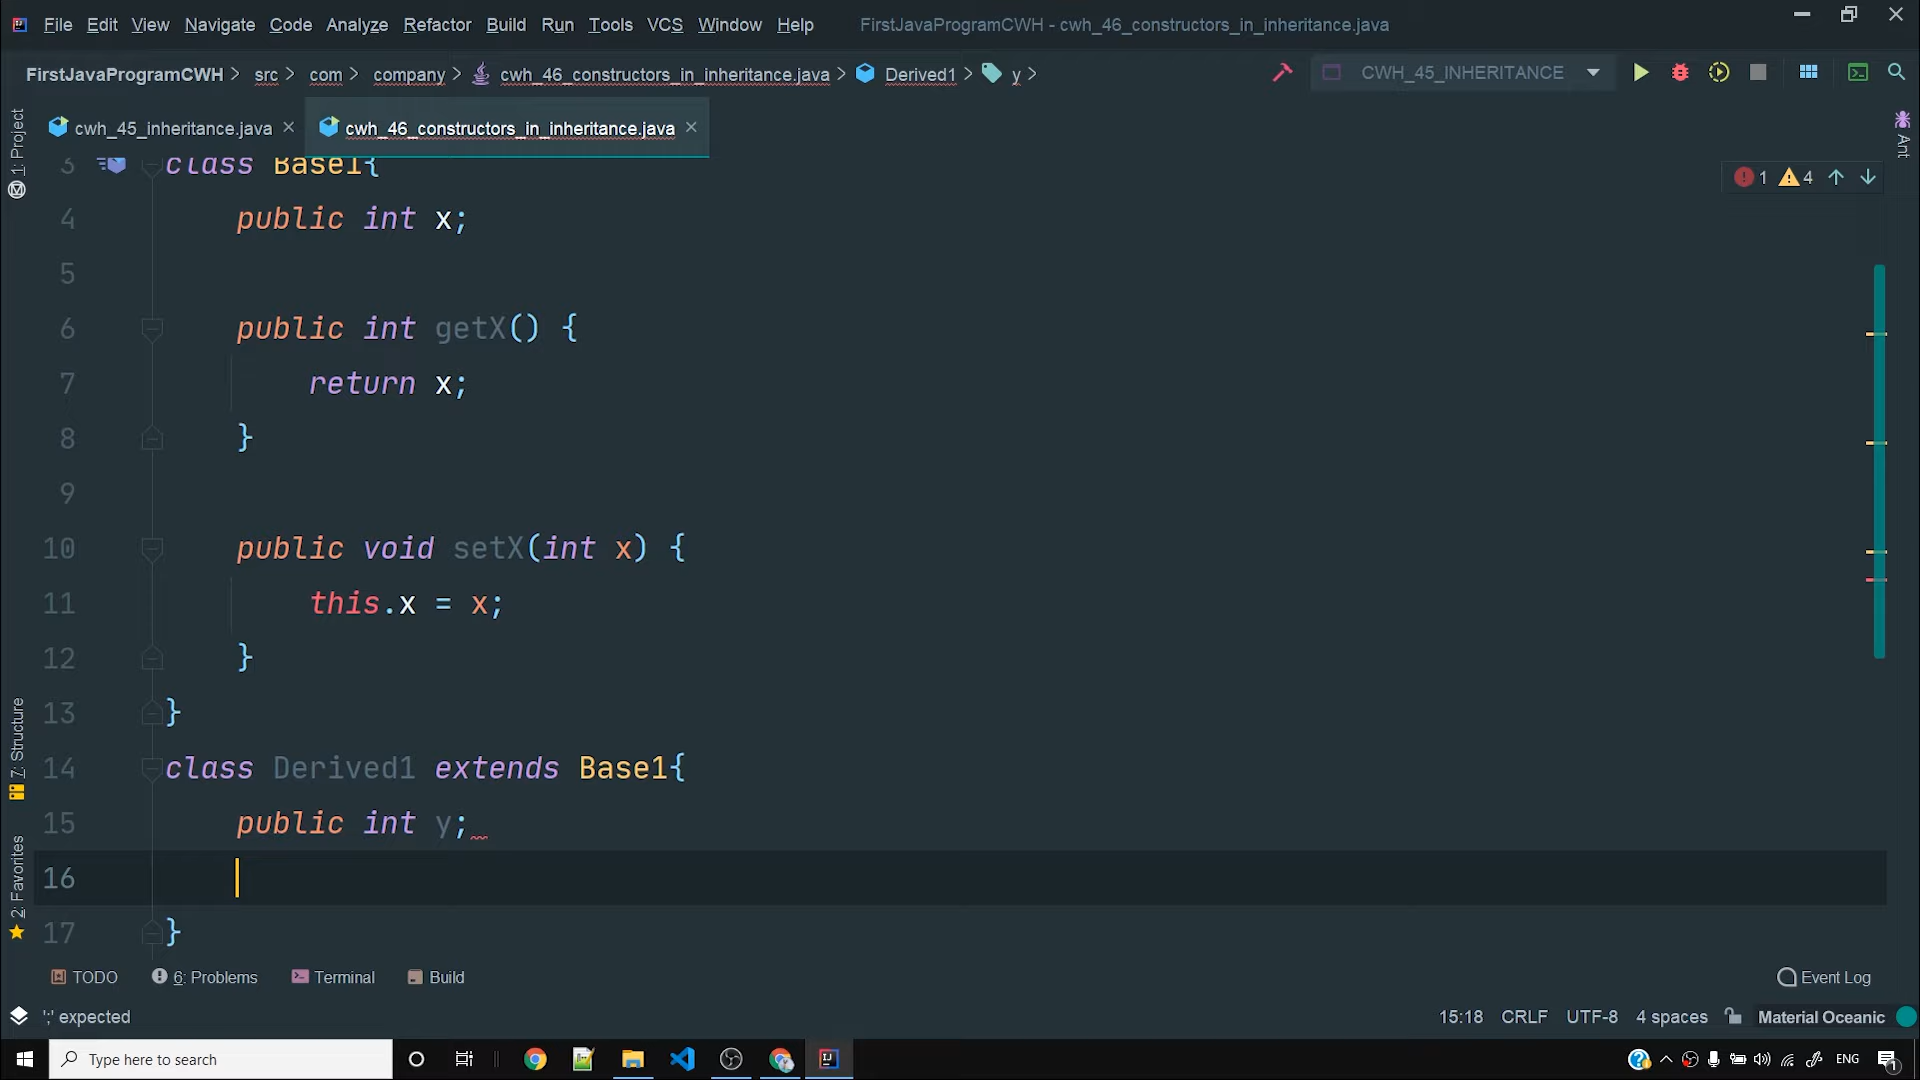 File Edit View Navigate Code Analyze Refactor Build Run Tools VCS Window Help FirstJavaProgramCWH - cwh_46_constructors_in_inheritance.java
FirstJavaProgramCWH src com company cwh_46_constructors_in_inheritance.java Derived1 y CWH_45_INHERITANCE
cwh_45_inheritance.java cwh_46_constructors_in_inheritance.java
1: Project
Ant
1 4
3 class Base1{
4 public int x;
5
6 public int getX() {
7 return x;
8 }
9
10 public void setX(int x) {
11 this.x = x;
12 }
13 }
14 class Derived1 extends Base1{
15 public int y;
16
17 }
7: Structure
2: Favorites
TODO 6: Problems Terminal Build Event Log
';' expected 15:18 CRLF UTF-8 4 spaces Material Oceanic
Type here to search ENG 1